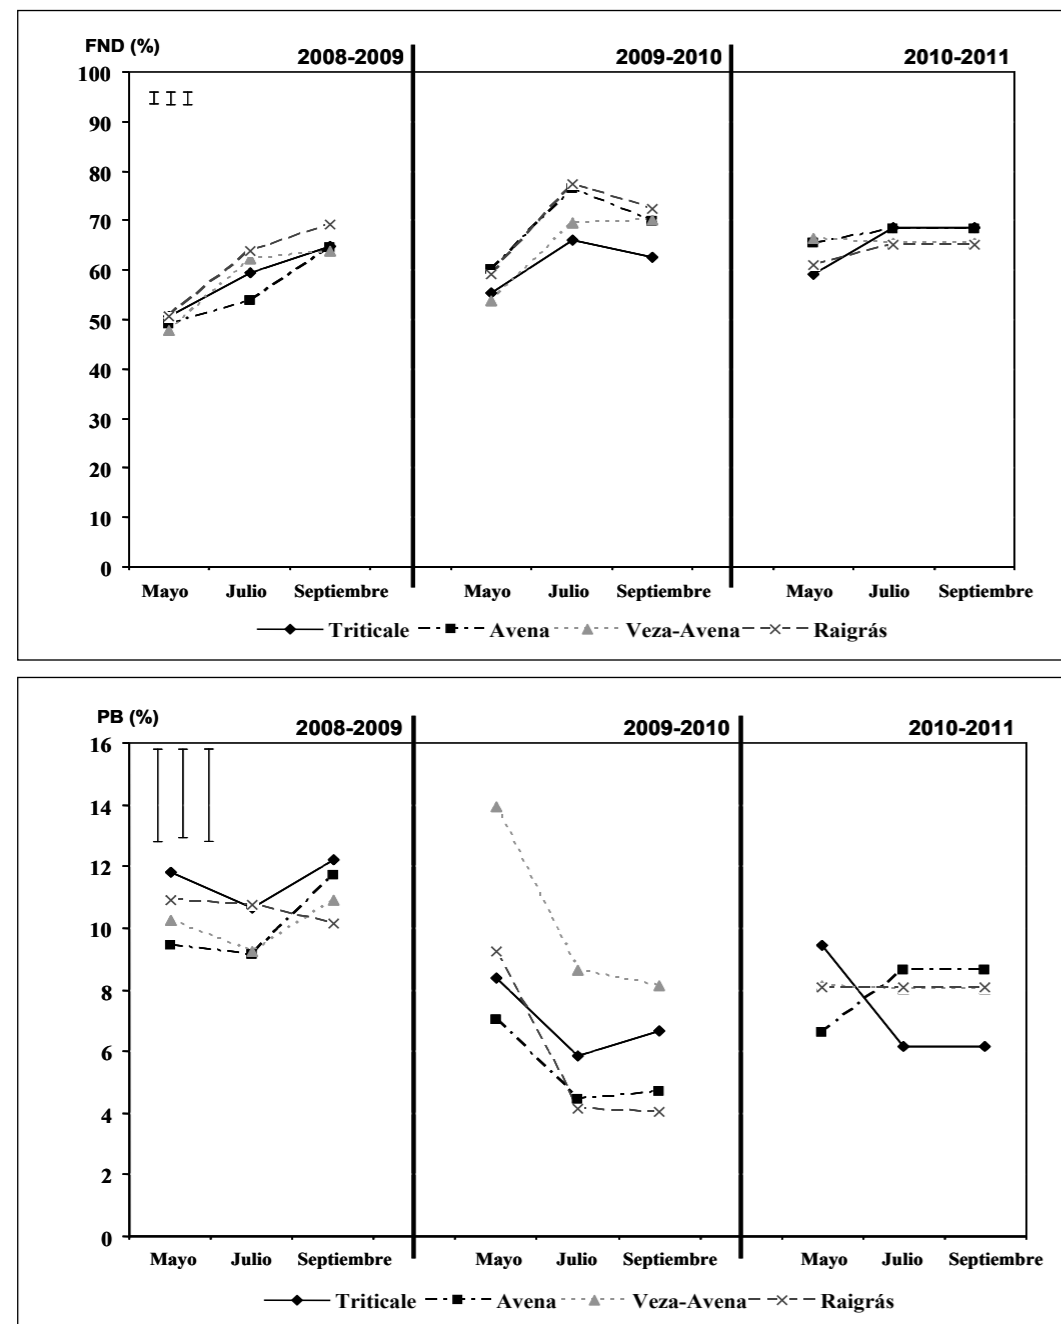 FND (%)
2008-2009 2009-2010 2010-2011
100
90
80
70
60
50
40
30
20
10
0
Mayo Julio Septiembre Mayo Julio Septiembre Mayo Julio Septiembre
Triticale Avena Veza-Avena Raigrás
PB (%)
2008-2009 2009-2010 2010-2011
16
14
12
10
8
6
4
2
0
Mayo Julio Septiembre Mayo Julio Septiembre Mayo Julio Septiembre
Triticale Avena Veza-Avena Raigrás